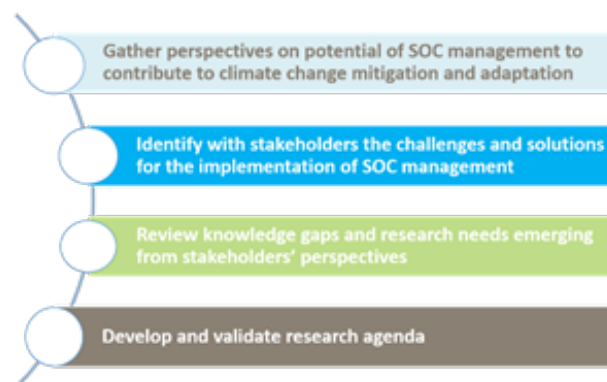 Gather perspectives on potential of SOC management to
contribute to climate change mitigation and adaptation
Identify with stakeholders the challenges and solutions
for the implementation of SOC management
Review knowledge gaps and research needs emerging
from stakeholders' perspectives
Develop and validate research agenda